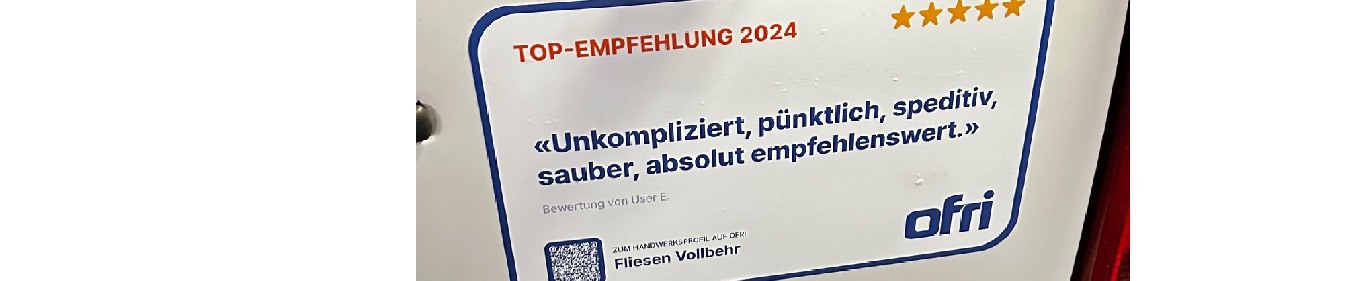 TOP-EMPFEHLUNG 2024
«Unkompliziert, pünktlich, speditiv,
sauber, absolut empfehlenswert.»
Bewertung von User E.
ofri
ZUM HANDWERKSPROFIL AUF OFRI
Fliesen Vollbehr